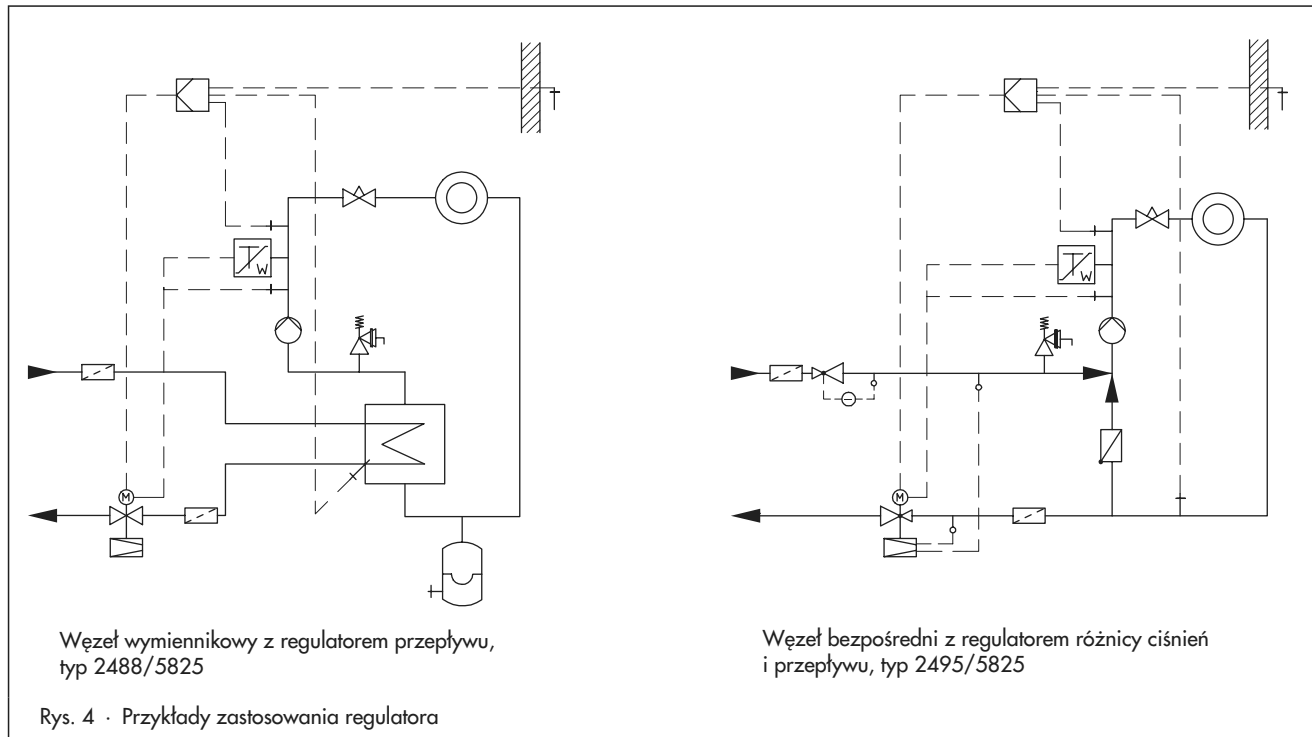 W
M
W
M
Węzeł wymiennikowy z regulatorem przepływu,
typ 2488/5825
Węzeł bezpośredni z regulatorem różnicy ciśnień
i przepływu, typ 2495/5825
Rys. 4 · Przykłady zastosowania regulatora